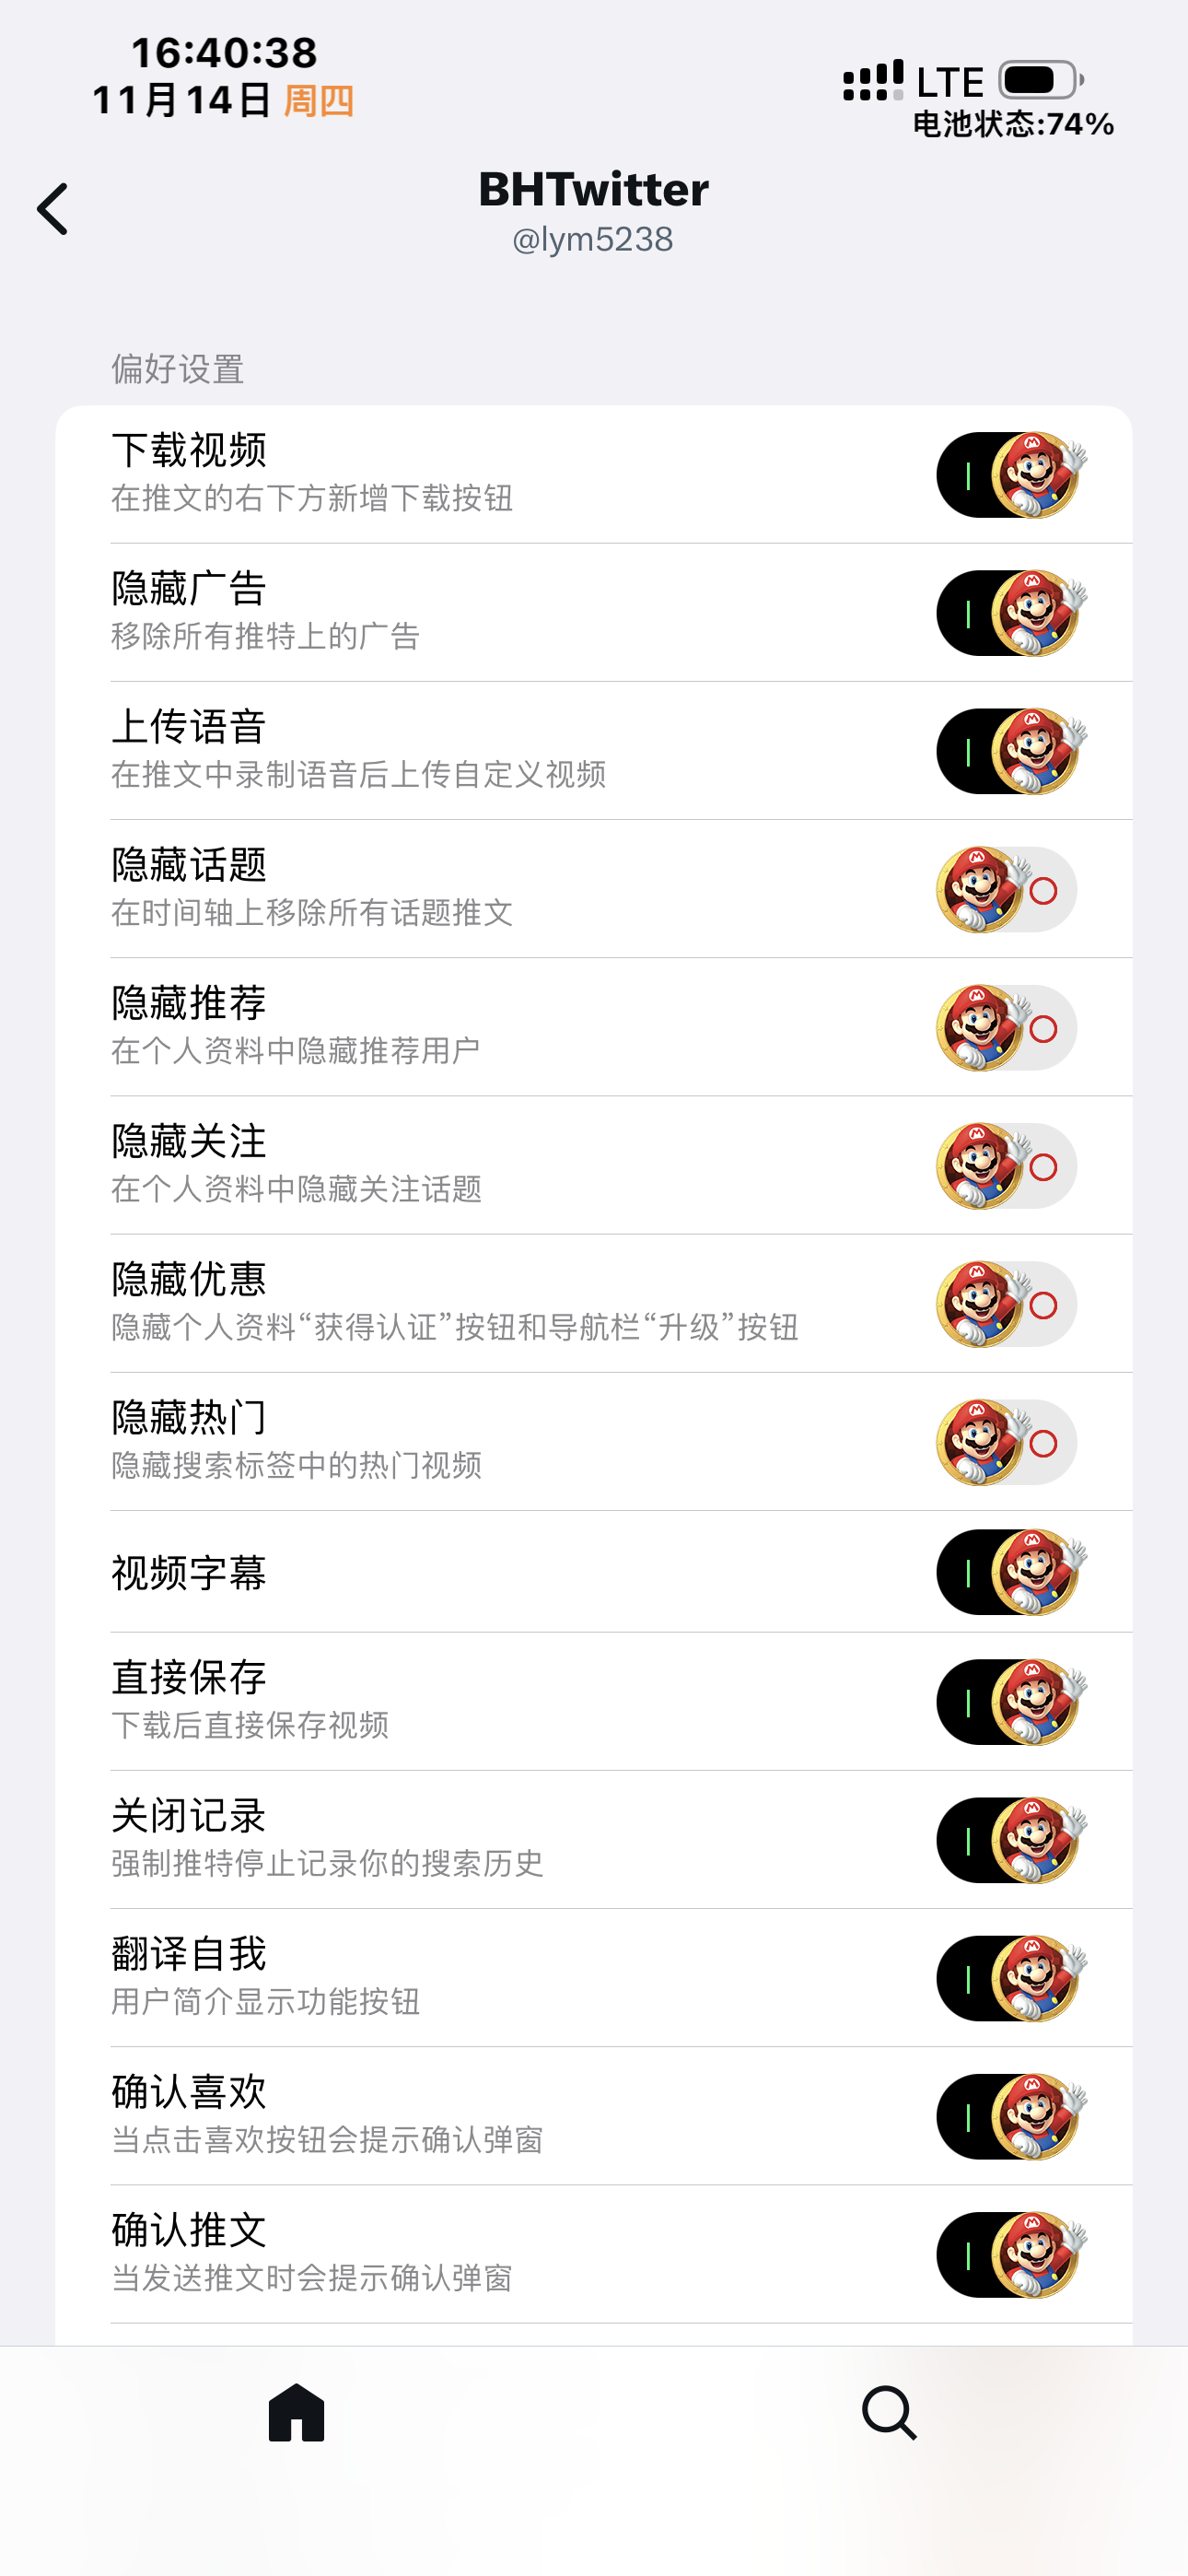 16:40:38
11月14日 周四
LTE
电池状态:74%
BHTwitter
@lym5238
偏好设置
下载视频
在推文的右下方新增下载按钮
隐藏广告
移除所有推特上的广告
上传语音
在推文中录制语音后上传自定义视频
隐藏话题
在时间轴上移除所有话题推文
隐藏推荐
在个人资料中隐藏推荐用户
隐藏关注
在个人资料中隐藏关注话题
隐藏优惠
隐藏个人资料“获得认证”按钮和导航栏“升级”按钮
隐藏热门
隐藏搜索标签中的热门视频
视频字幕
直接保存
下载后直接保存视频
关闭记录
强制推特停止记录你的搜索历史
翻译自我
用户简介显示功能按钮
确认喜欢
当点击喜欢按钮会提示确认弹窗
确认推文
当发送推文时会提示确认弹窗